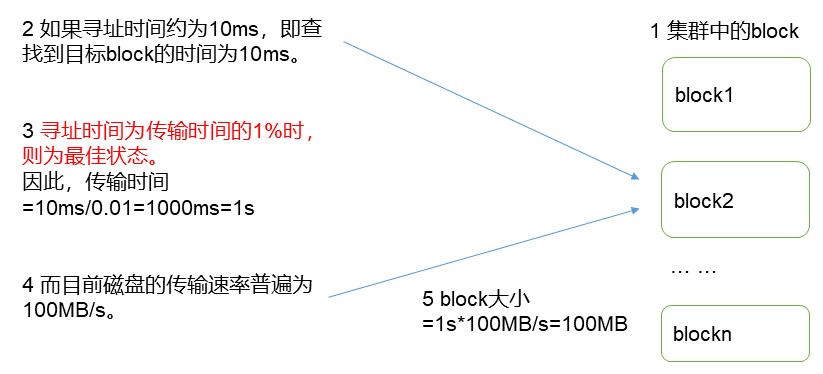 2 如果寻址时间约为10ms，即查
找到目标block的时间为10ms。
3 寻址时间为传输时间的1%时，
则为最佳状态。
因此，传输时间
=10ms/0.01=1000ms=1s
4 而目前磁盘的传输速率普遍为
100MB/s。
5 block大小
=1s*100MB/s=100MB
1 集群中的block
block1
block2
... ...
blockn